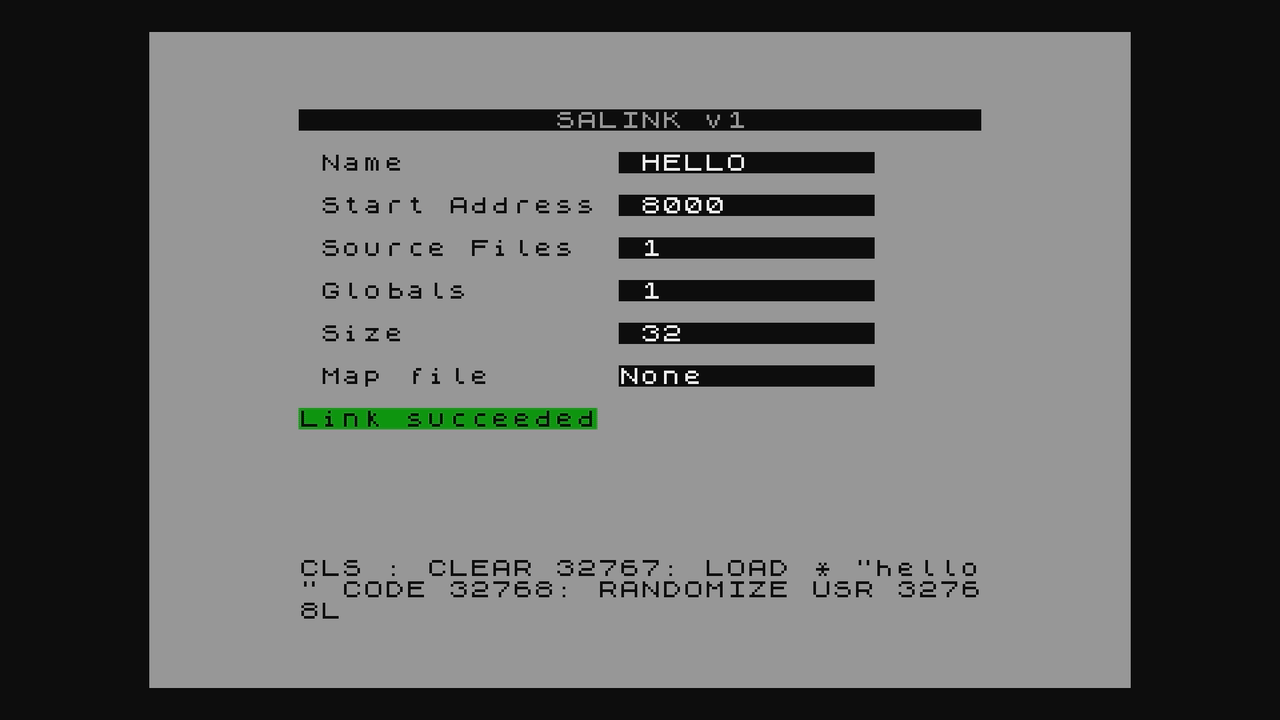 SALINK v1
Name HELLO
Start Address 8000
Source Files 1
Globals 1
Size 32
Map file None
Link succeeded
CLS : CLEAR 32767: LOAD * "hello
" CODE 32768: RANDOMIZE USR 3276
8L